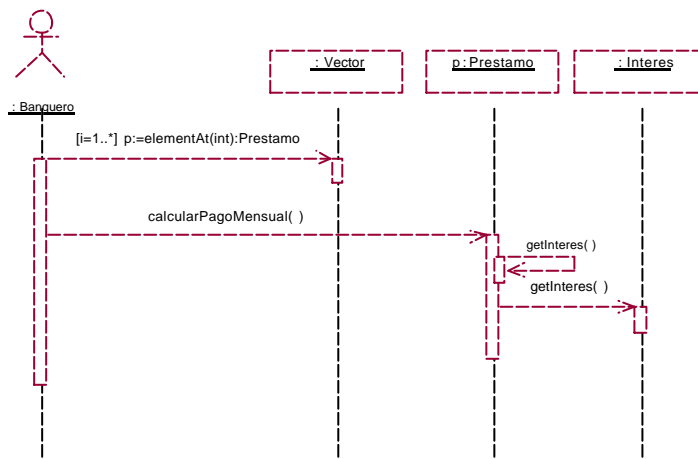 : Vector
p:Prestamo
: Interes
: Banquero
[i=1..*] p:=elementAt(int):Prestamo
calcularPagoMensual( )
getInteres( )
getInteres( )